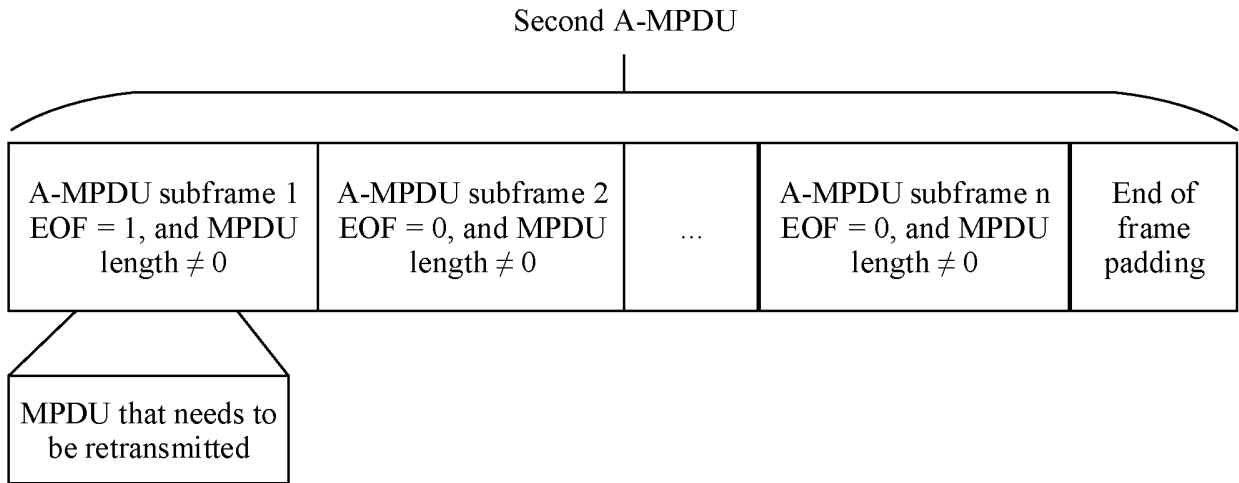 Second A-MPDU
A-MPDU subframe 1
EOF = 1, and MPDU
length ≠ 0
A-MPDU subframe 2
EOF = 0, and MPDU
length ≠ 0
...
A-MPDU subframe n
EOF = 0, and MPDU
length ≠ 0
End of
frame
padding
MPDU that needs to
be retransmitted